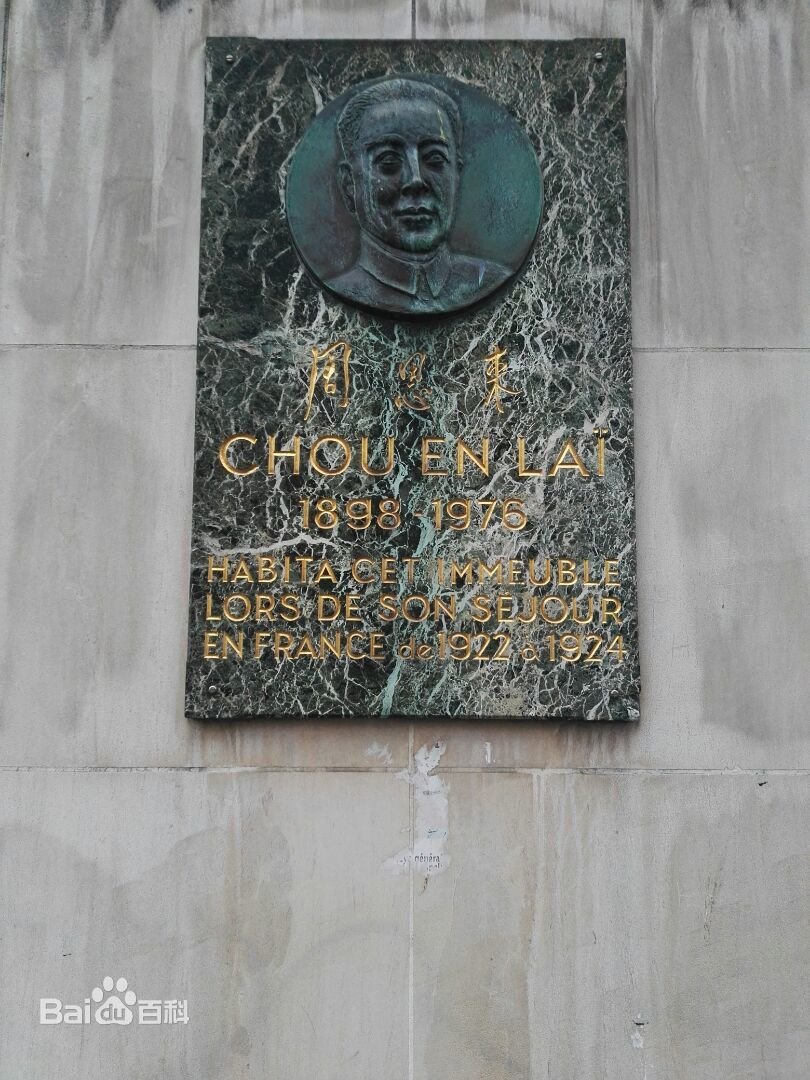 周恩来
CHOU EN LAÏ
1898-1976
HABITA CET IMMEUBLE
LORS DE SON SÉJOUR
EN FRANCE de 1922 à 1924
généra
Baidu百科